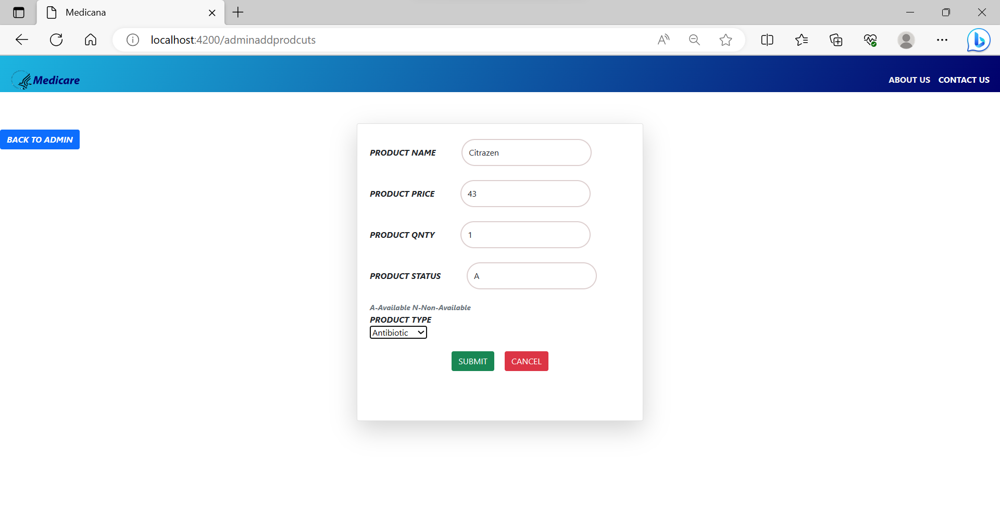 Medicana
localhost:4200/adminaddprodcuts
Medicare
ABOUT US CONTACT US
BACK TO ADMIN
PRODUCT NAME Citrazen
PRODUCT PRICE 43
PRODUCT QNTY 1
PRODUCT STATUS A
A-Available N-Non-Available
PRODUCT TYPE
Antibiotic
SUBMIT CANCEL